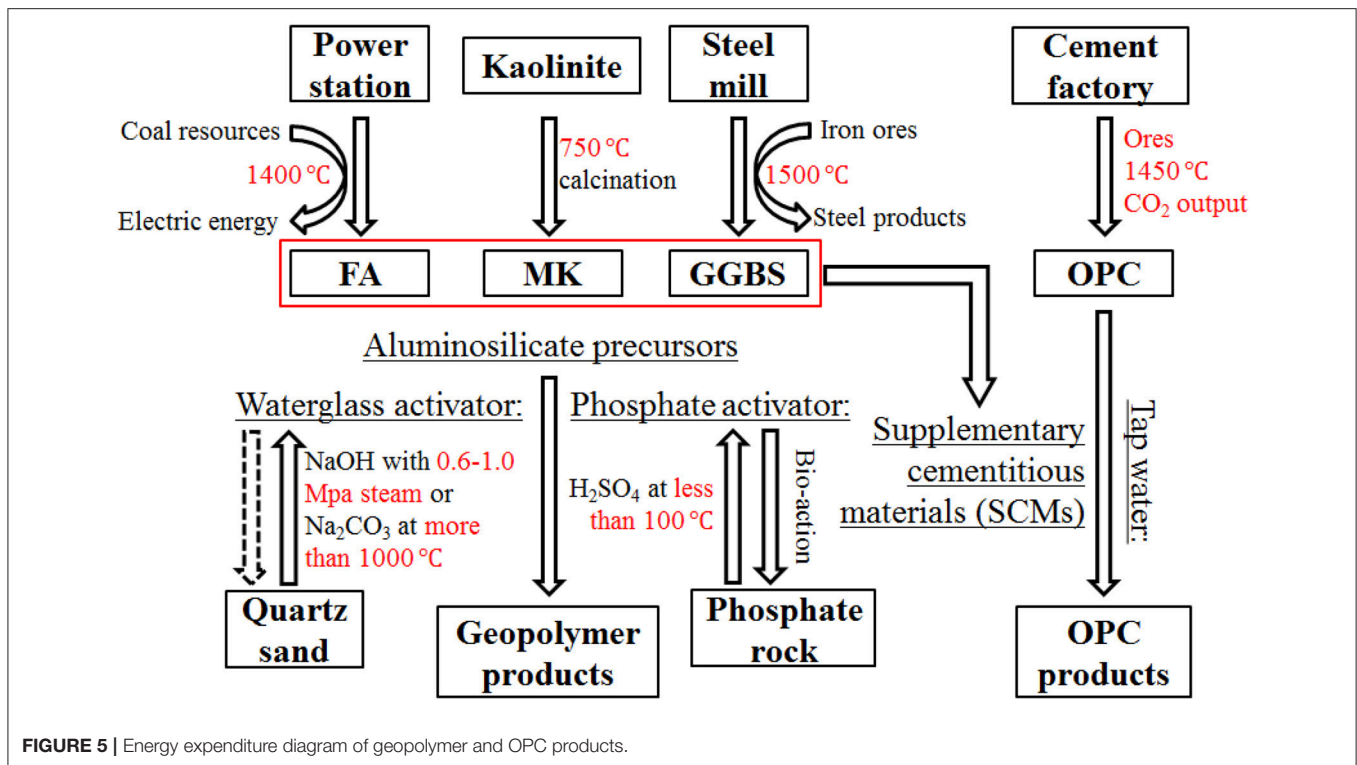 Power
station
Kaolinite
Steel
mill
Cement
factory
Coal resources
1400 °C
Electric energy
750 °C
calcination
Iron ores
1500 °C
Steel products
Ores
1450 °C
CO₂ output
FA
MK
GGBS
OPC
Aluminosilicate precursors
Waterglass activator:
NaOH with 0.6-1.0
Mpa steam or
Na₂CO₃ at more
than 1000 °C
Phosphate activator:
H₂SO₄ at less
than 100 °C
Bio-action
Supplementary
cementitious
materials (SCMs)
Tap water:
Quartz
sand
Geopolymer
products
Phosphate
rock
OPC
products
FIGURE 5 | Energy expenditure diagram of geopolymer and OPC products.